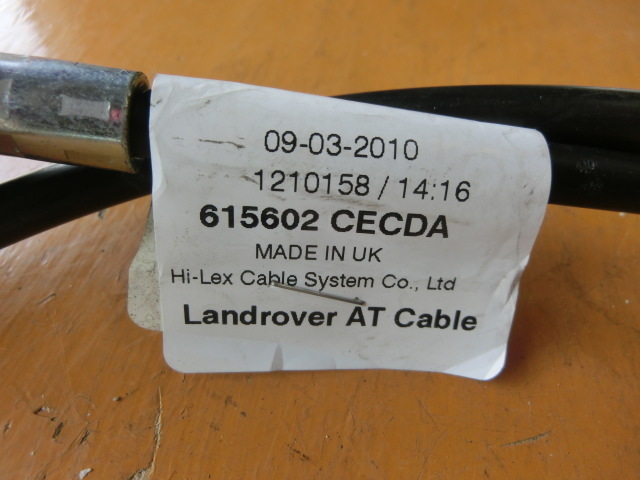 09-03-2010
1210158 / 14:16
615602 CECDA
MADE IN UK
Hi-Lex Cable System Co., Ltd
Landrover AT Cable